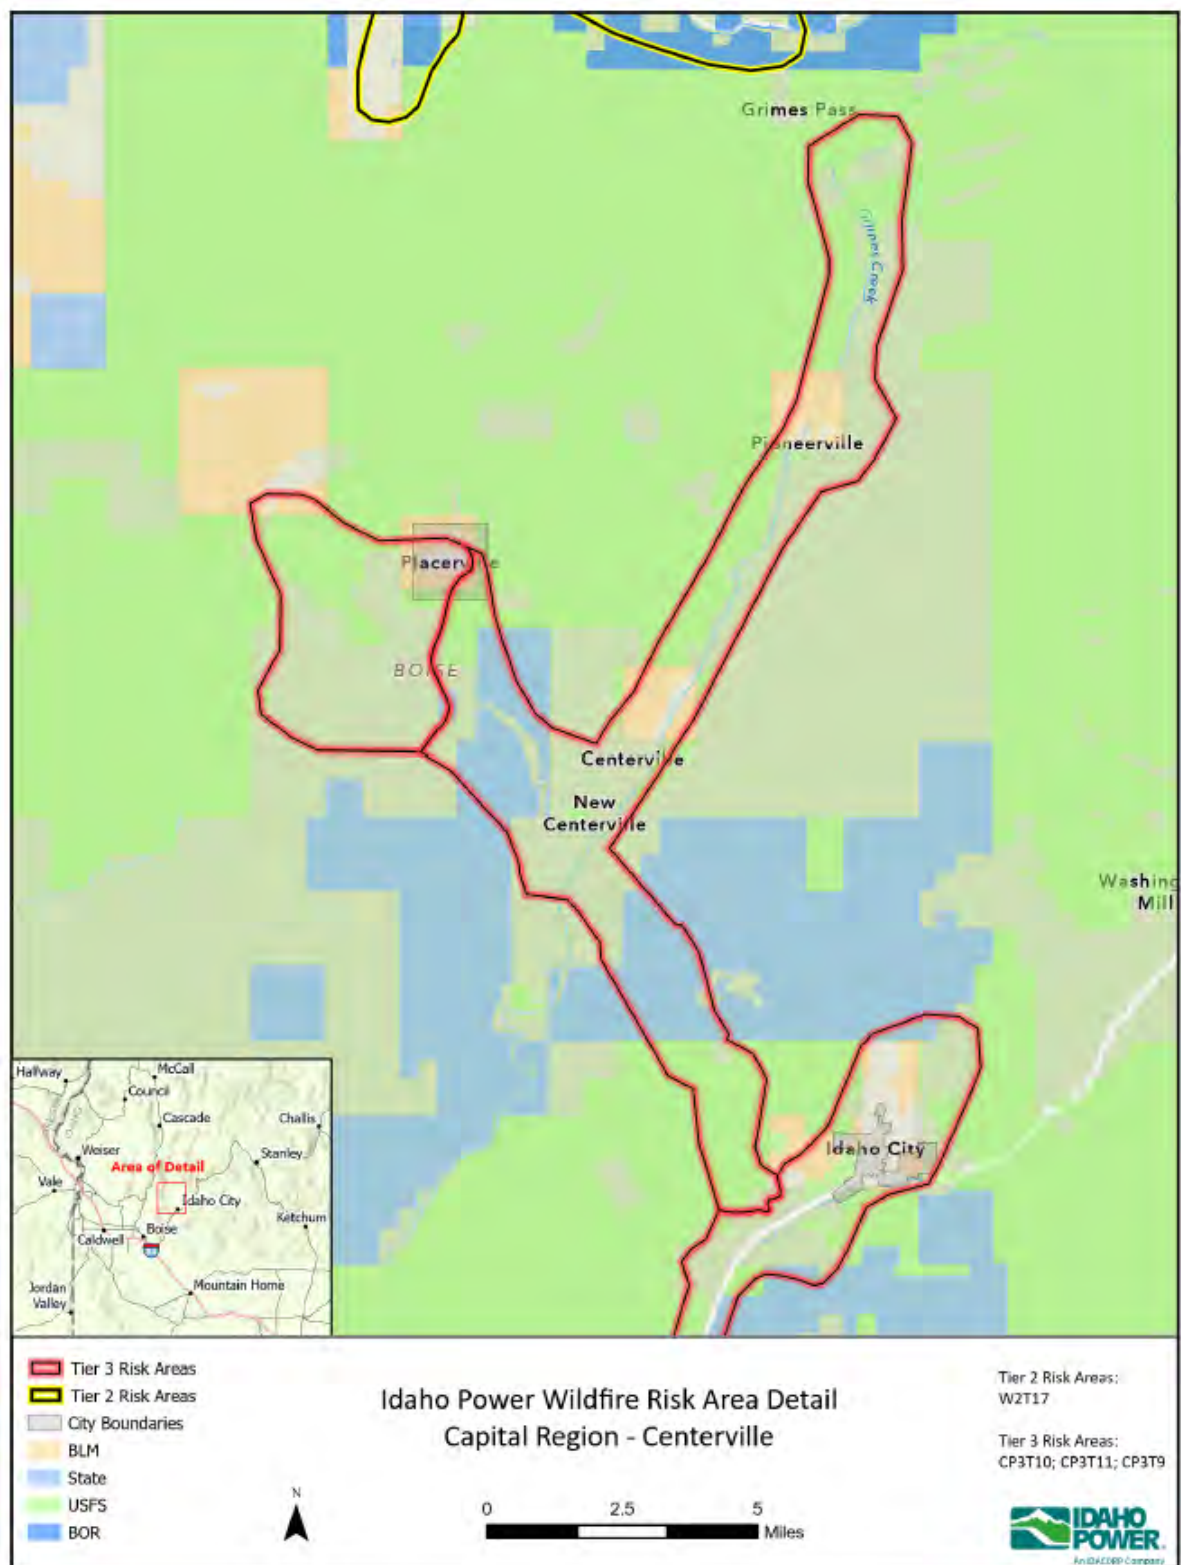 Grimes Pass
Grimes Creek
Pioneerville
Placerville
BOISE
Centerville
New
Centerville
Washing
Mill
Idaho City
Halfway
McCall
Council
Cascade
Challis
Weiser
Stanley
Area of Detail
Vale
Idaho City
Ketchum
Boise
Caldwell
Mountain Home
Jordan
Valley
Tier 3 Risk Areas
Tier 2 Risk Areas
City Boundaries
BLM
State
USFS
BOR
Idaho Power Wildfire Risk Area Detail
Capital Region - Centerville
N
0 2.5 5
Miles
Tier 2 Risk Areas:
W2T17
Tier 3 Risk Areas:
CP3T10; CP3T11; CP3T9
IDAHO
POWER.
An IDACORP Company